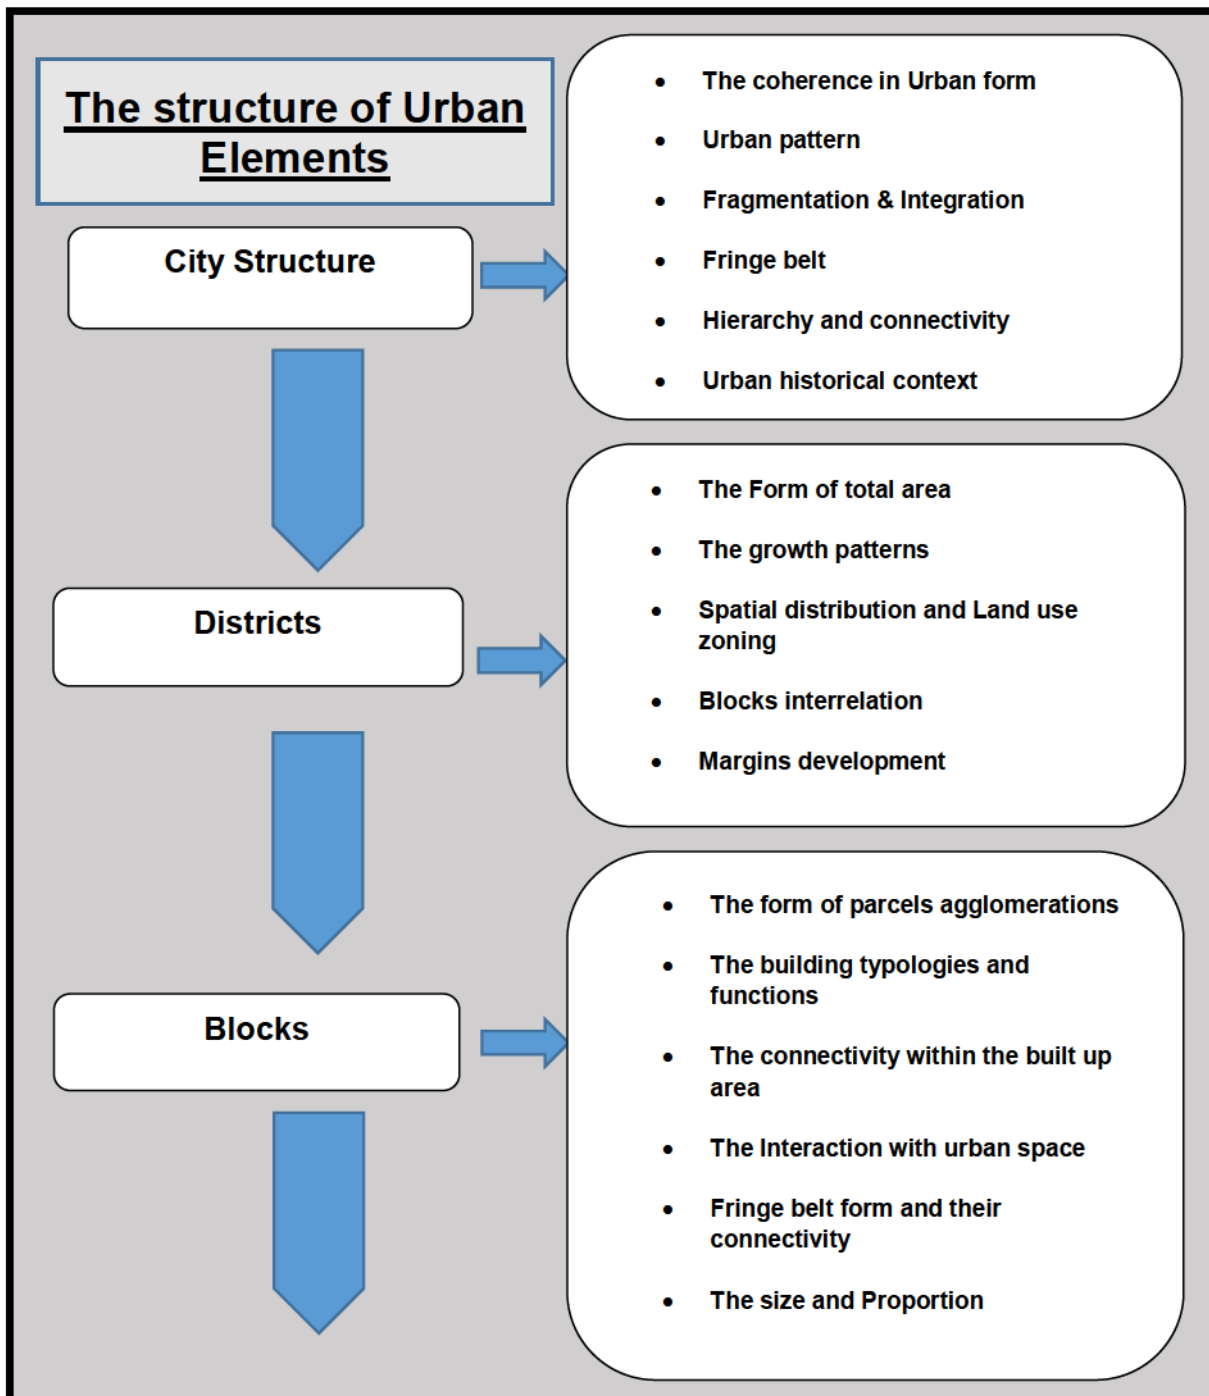 The structure of Urban
Elements
City Structure
• The coherence in Urban form
• Urban pattern
• Fragmentation & Integration
• Fringe belt
• Hierarchy and connectivity
• Urban historical context
Districts
• The Form of total area
• The growth patterns
• Spatial distribution and Land use
zoning
• Blocks interrelation
• Margins development
Blocks
• The form of parcels agglomerations
• The building typologies and
functions
• The connectivity within the built up
area
• The Interaction with urban space
• Fringe belt form and their
connectivity
• The size and Proportion